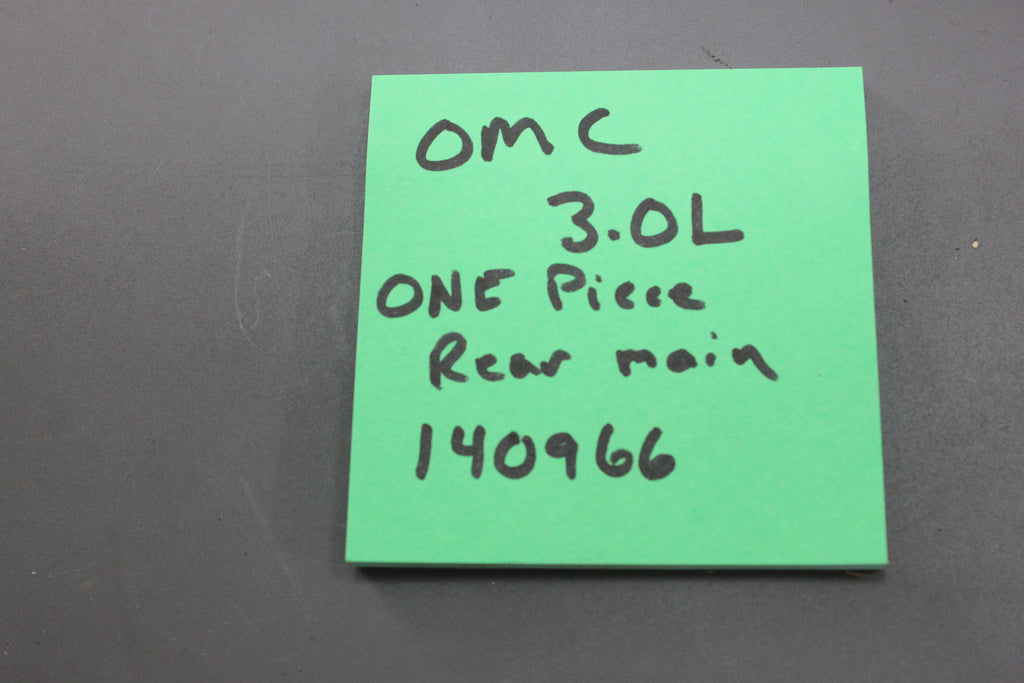 OMC
3.0L
ONE Piece
Rear main
140966